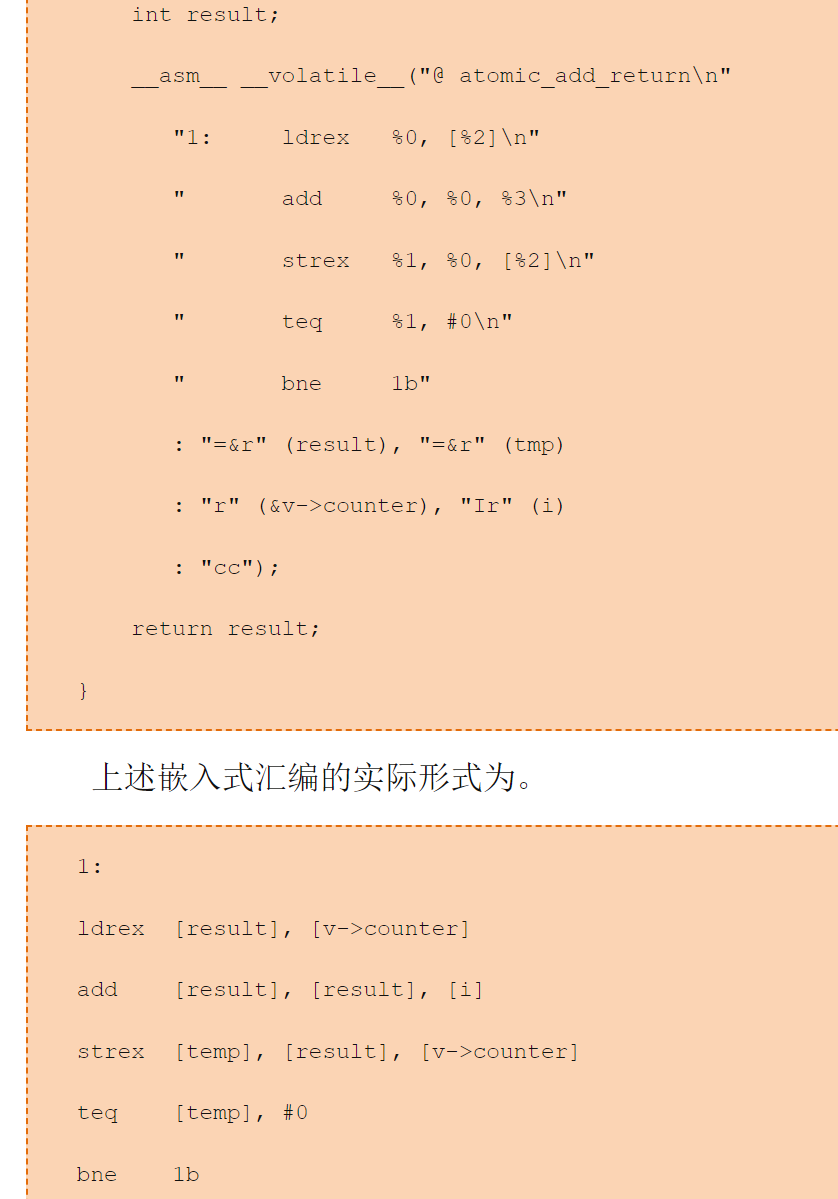 int result;
__asm__ __volatile__("@ atomic_add_return\n"
"1:     ldrex   %0, [%2]\n"
"       add     %0, %0, %3\n"
"       strex   %1, %0, [%2]\n"
"       teq     %1, #0\n"
"       bne     1b"
: "=&r" (result), "=&r" (tmp)
: "r" (&v->counter), "Ir" (i)
: "cc");
return result;
}
上述嵌入式汇编的实际形式为。
1:
ldrex  [result], [v->counter]
add    [result], [result], [i]
strex  [temp], [result], [v->counter]
teq    [temp], #0
bne    1b